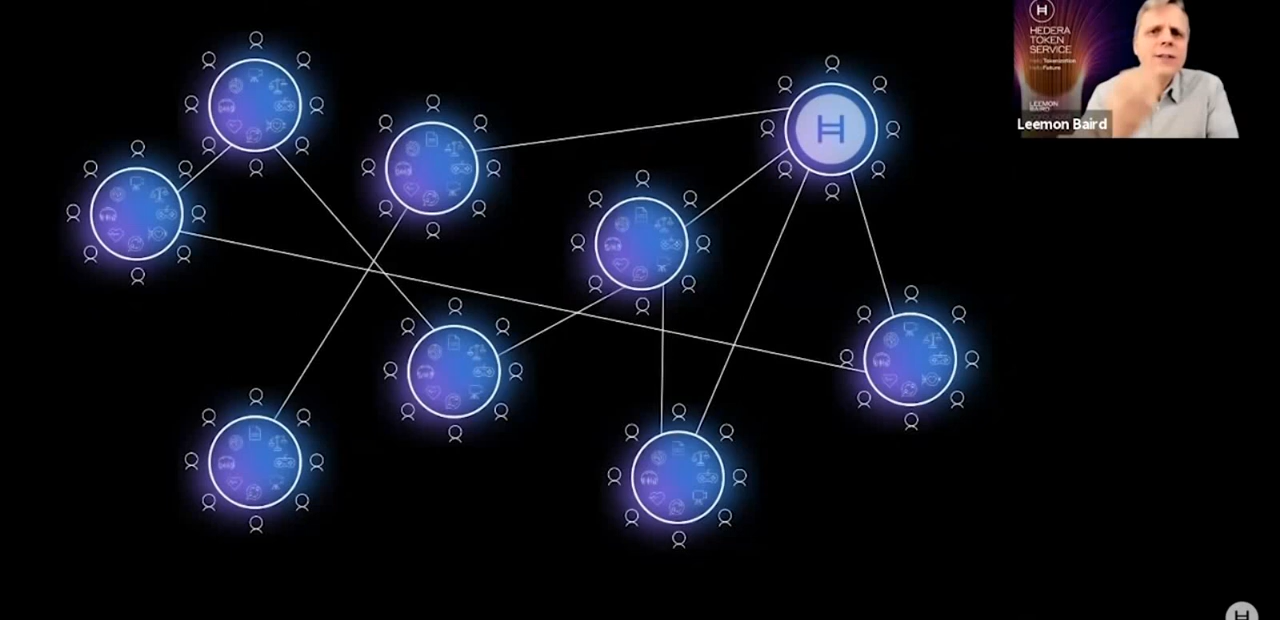 HEDERA
TOKEN
SERVICE
LEEMON
BAIRD
Leemon Baird